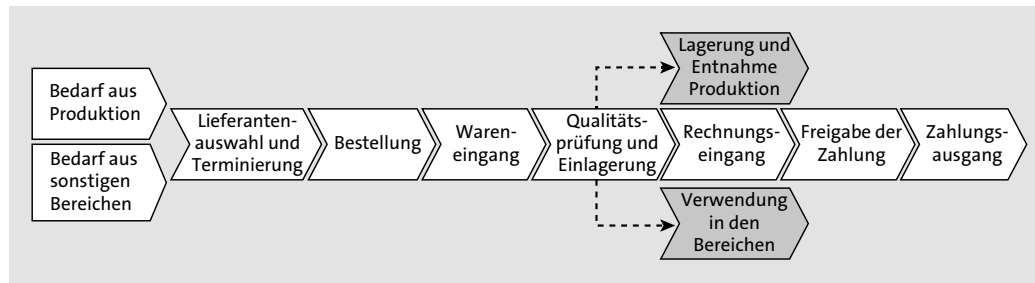 Bedarf aus
Produktion
Bedarf aus
sonstigen
Bereichen
Lieferanten-
auswahl und
Terminierung
Bestellung
Waren-
eingang
Qualitäts-
prüfung und
Einlagerung
Lagerung und
Entnahme
Produktion
Rechnungs-
eingang
Verwendung
in den
Bereichen
Freigabe der
Zahlung
Zahlungs-
ausgang